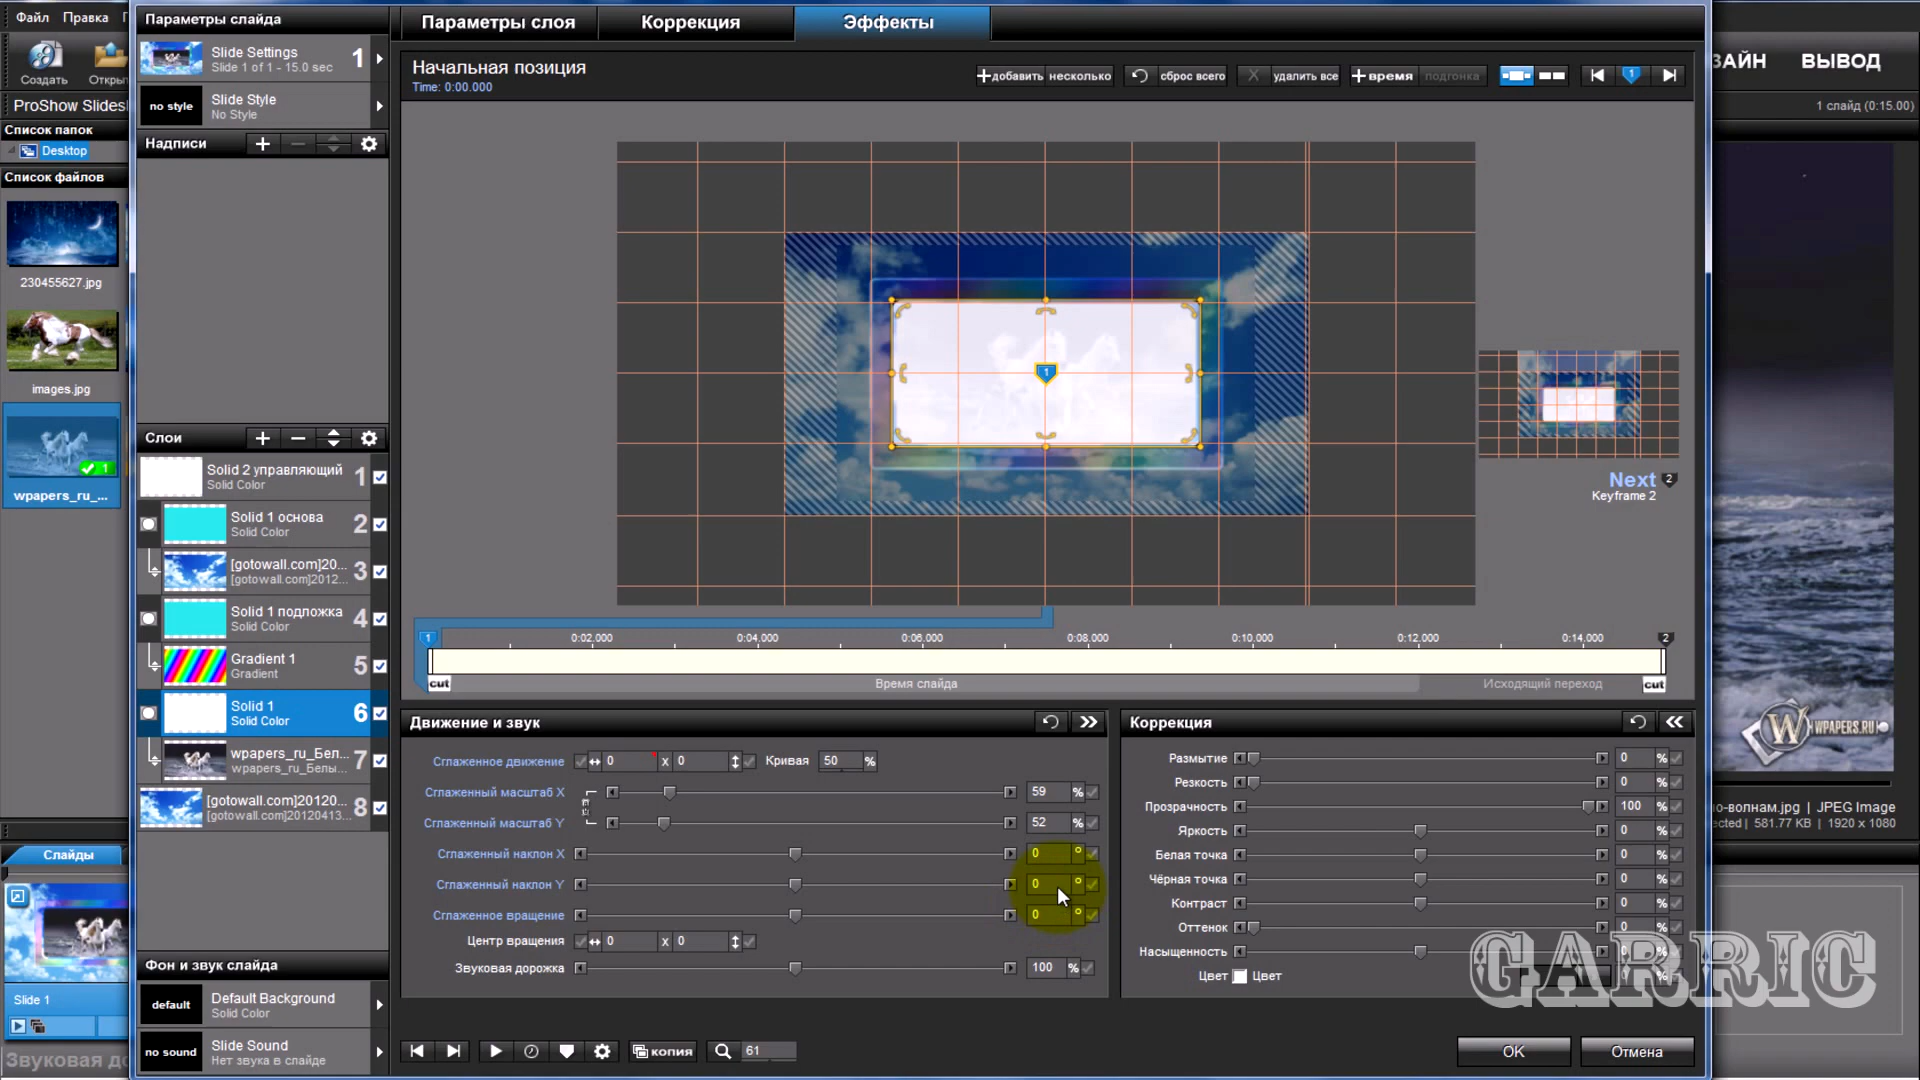 Файл Правка
Создать
ProShow Slidesh
Список папок
Desktop
Список файлов
230455627.jpg
images.jpg
1
wpapers_ru_...
Слайды
Slide 1
Параметры слайда
Slide Settings
Slide 1 of 1 - 15.0 sec
1
no style
Slide Style
No Style
Надписи
Слои
Solid 2 управляющий
Solid Color
1
Solid 1 основа
Solid Color
2
[gotowall.com]20...
[gotowall.com]2012...
3
Solid 1 подложка
Solid Color
4
Gradient 1
Gradient
5
Solid 1
Solid Color
6
wpapers_ru_Бел...
wpapers_ru_Белы...
7
[gotowall.com]20120...
[gotowall.com]20120413...
8
Фон и звук слайда
default
Default Background
Solid Color
no sound
Slide Sound
Нет звука в слайде
Параметры слоя
Коррекция
Эффекты
Начальная позиция
Time: 0:00.000
добавить несколько
сброс всего
удалить все
время подгонка
1
1
Next 2
Keyframe 2
1 0:02.000 0:04.000 0:06.000 0:08.000 0:10.000 0:12.000 0:14.000 2
cut
Время слайда
Исходящий переход
cut
Движение и звук
Сглаженное движение 0 x 0 Кривая 50 %
Сглаженный масштаб X 59 %
Сглаженный масштаб Y 52 %
Сглаженный наклон X 0 °
Сглаженный наклон Y 0 °
Сглаженное вращение 0 °
Центр вращения 0 x 0
Звуковая дорожка 100 %
Коррекция
Размытие 0 %
Резкость 0 %
Прозрачность 100 %
Яркость 0 %
Белая точка 0 %
Чёрная точка 0 %
Контраст 0 %
Оттенок 0 %
Насыщенность
Цвет Цвет
GARRIC
копия
61
OK
Отмена
ВЫВОД
1 слайд (0:15.00)
W WPAPERS.RU
по-волнам.jpg | JPEG Image
581.77 KB | 1920 x 1080